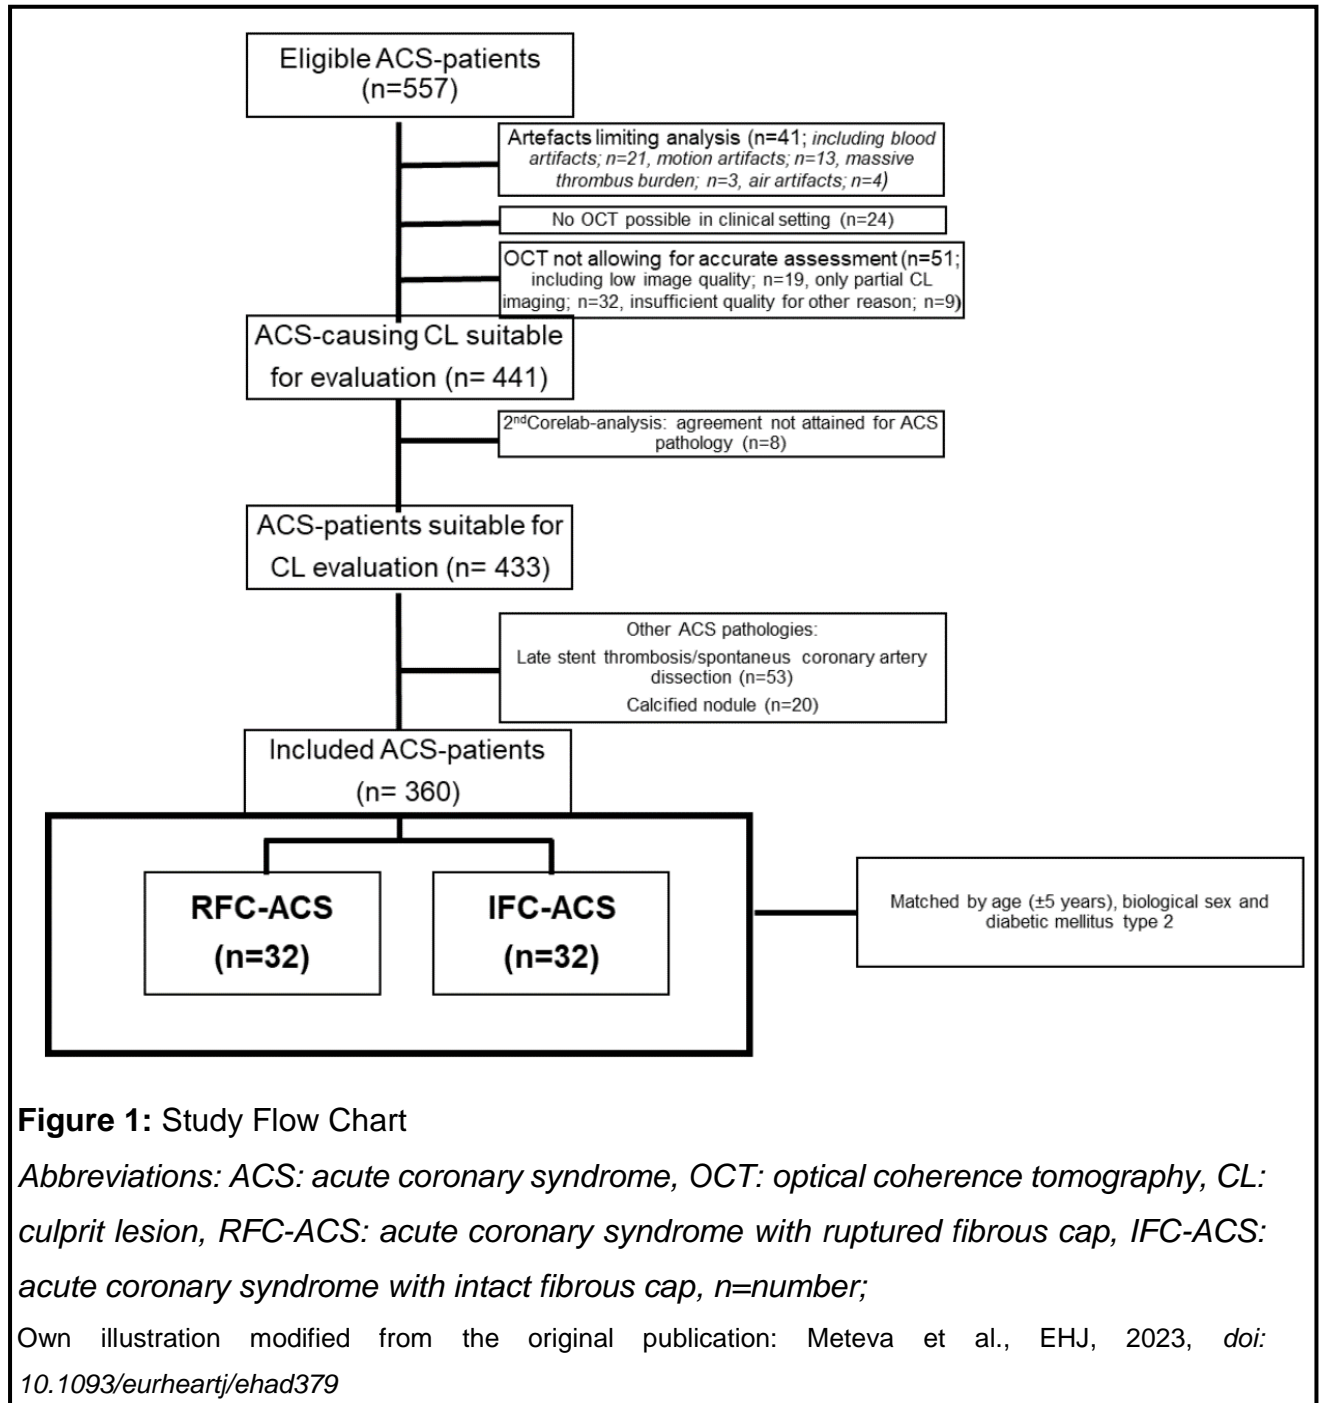 Eligible ACS-patients
(n=557)
Artefacts limiting analysis (n=41; including blood
artifacts; n=21, motion artifacts; n=13, massive
thrombus burden; n=3, air artifacts; n=4)
No OCT possible in clinical setting (n=24)
OCT not allowing for accurate assessment (n=51;
including low image quality; n=19, only partial CL
imaging; n=32, insufficient quality for other reason; n=9)
ACS-causing CL suitable
for evaluation (n= 441)
2ndCorelab-analysis: agreement not attained for ACS
pathology (n=8)
ACS-patients suitable for
CL evaluation (n= 433)
Other ACS pathologies:
Late stent thrombosis/spontaneus coronary artery
dissection (n=53)
Calcified nodule (n=20)
Included ACS-patients
(n= 360)
RFC-ACS
(n=32)
IFC-ACS
(n=32)
Matched by age (±5 years), biological sex and
diabetic mellitus type 2
Figure 1: Study Flow Chart
Abbreviations: ACS: acute coronary syndrome, OCT: optical coherence tomography, CL:
culprit lesion, RFC-ACS: acute coronary syndrome with ruptured fibrous cap, IFC-ACS:
acute coronary syndrome with intact fibrous cap, n=number;
Own illustration modified from the original publication: Meteva et al., EHJ, 2023, doi:
10.1093/eurheartj/ehad379